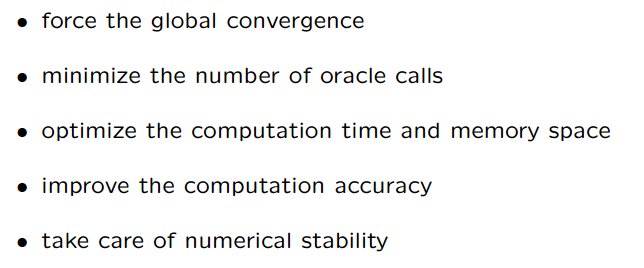 • force the global convergence
• minimize the number of oracle calls
• optimize the computation time and memory space
• improve the computation accuracy
• take care of numerical stability